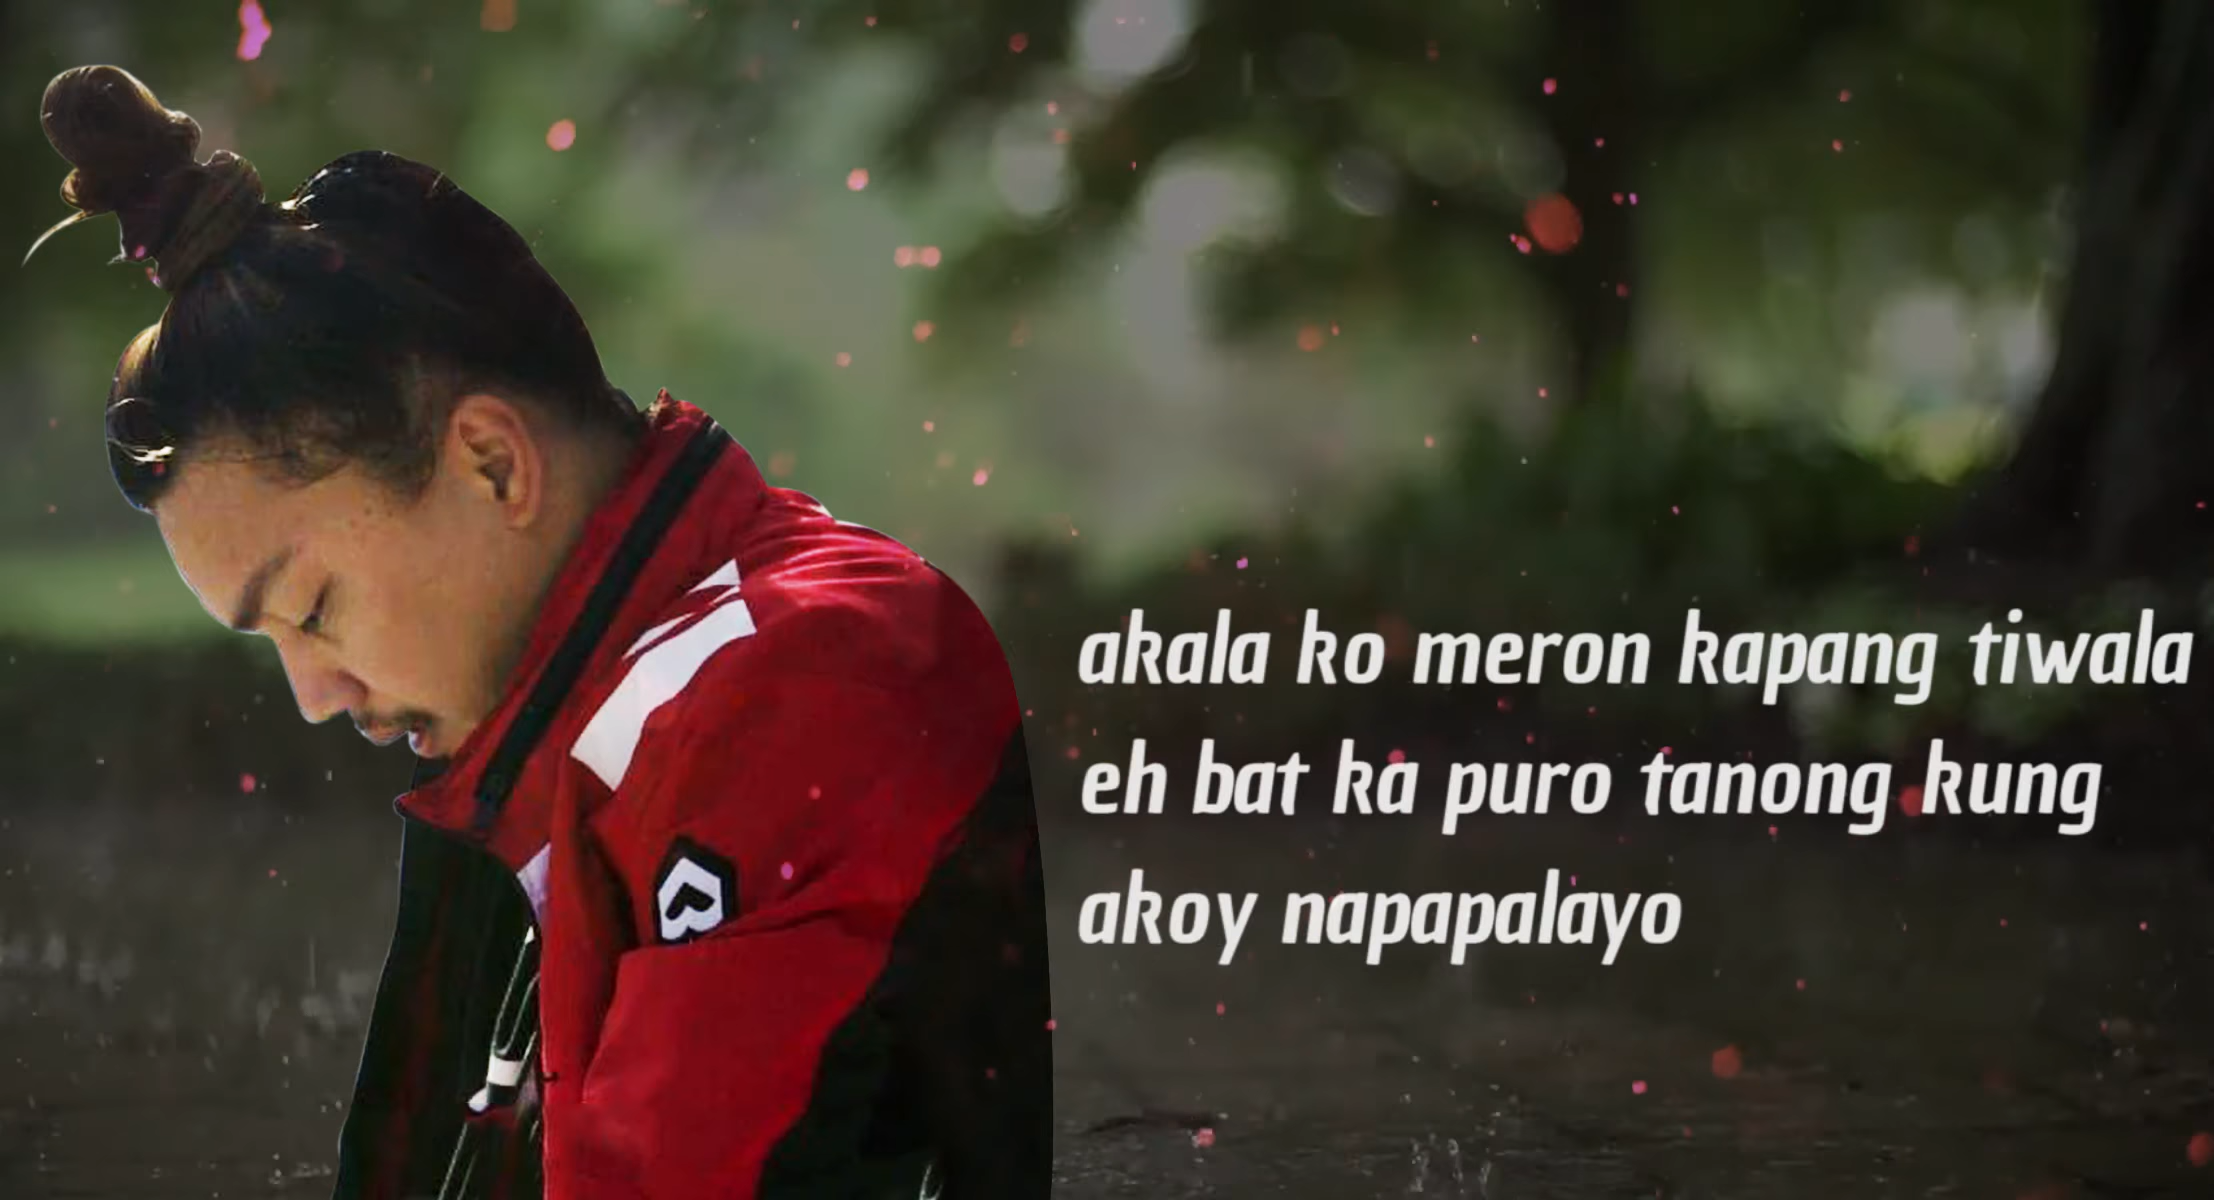 akala ko meron kapang tiwala
eh bat ka puro tanong kung
akoy napapalayo